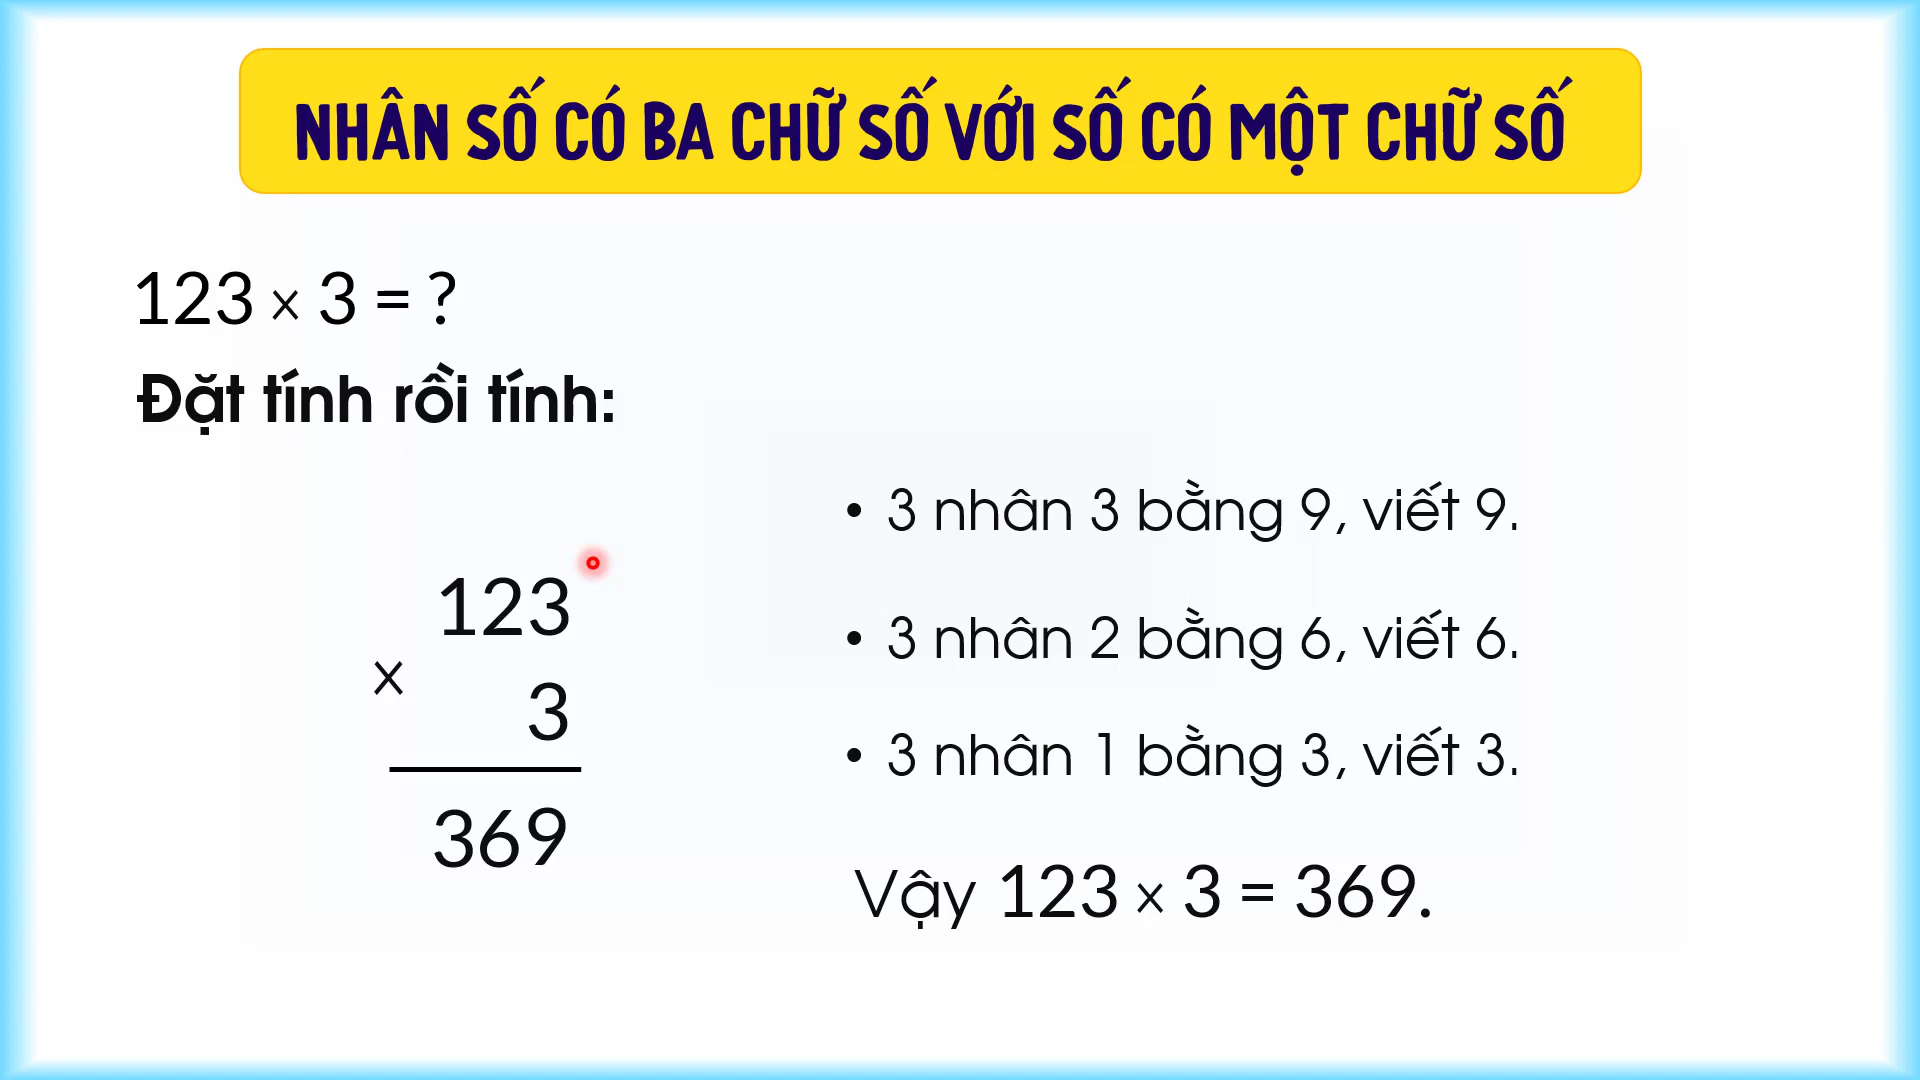 NHÂN SỐ CÓ BA CHỮ SỐ VỚI SỐ CÓ MỘT CHỮ SỐ
123 × 3 = ?
Đặt tính rồi tính:
123
×
3
369
• 3 nhân 3 bằng 9, viết 9.
• 3 nhân 2 bằng 6, viết 6.
• 3 nhân 1 bằng 3, viết 3.
Vậy 123 × 3 = 369.